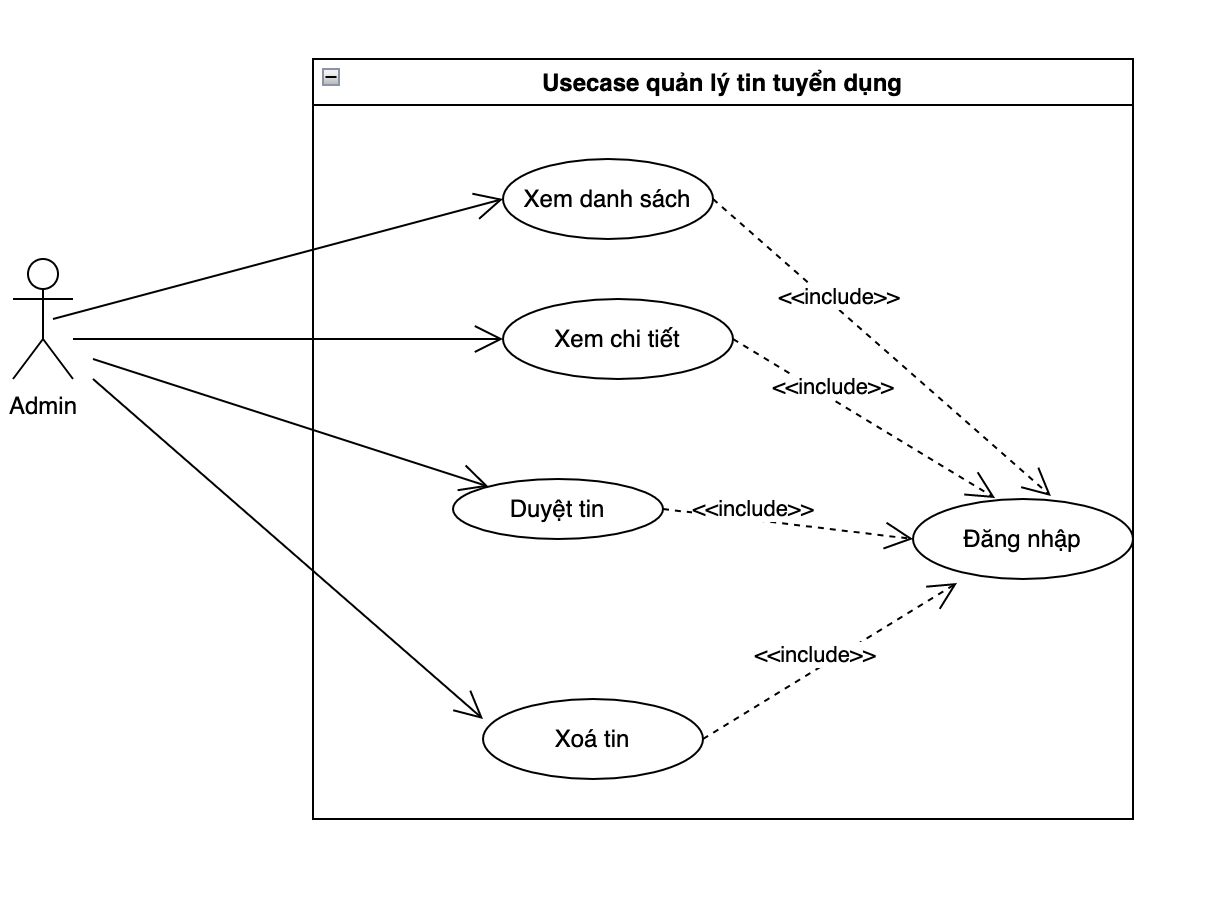 Usecase quản lý tin tuyển dụng
Xem danh sách
<<include>>
Xem chi tiết
<<include>>
Admin
Duyệt tin
<<include>>
Đăng nhập
<<include>>
Xoá tin